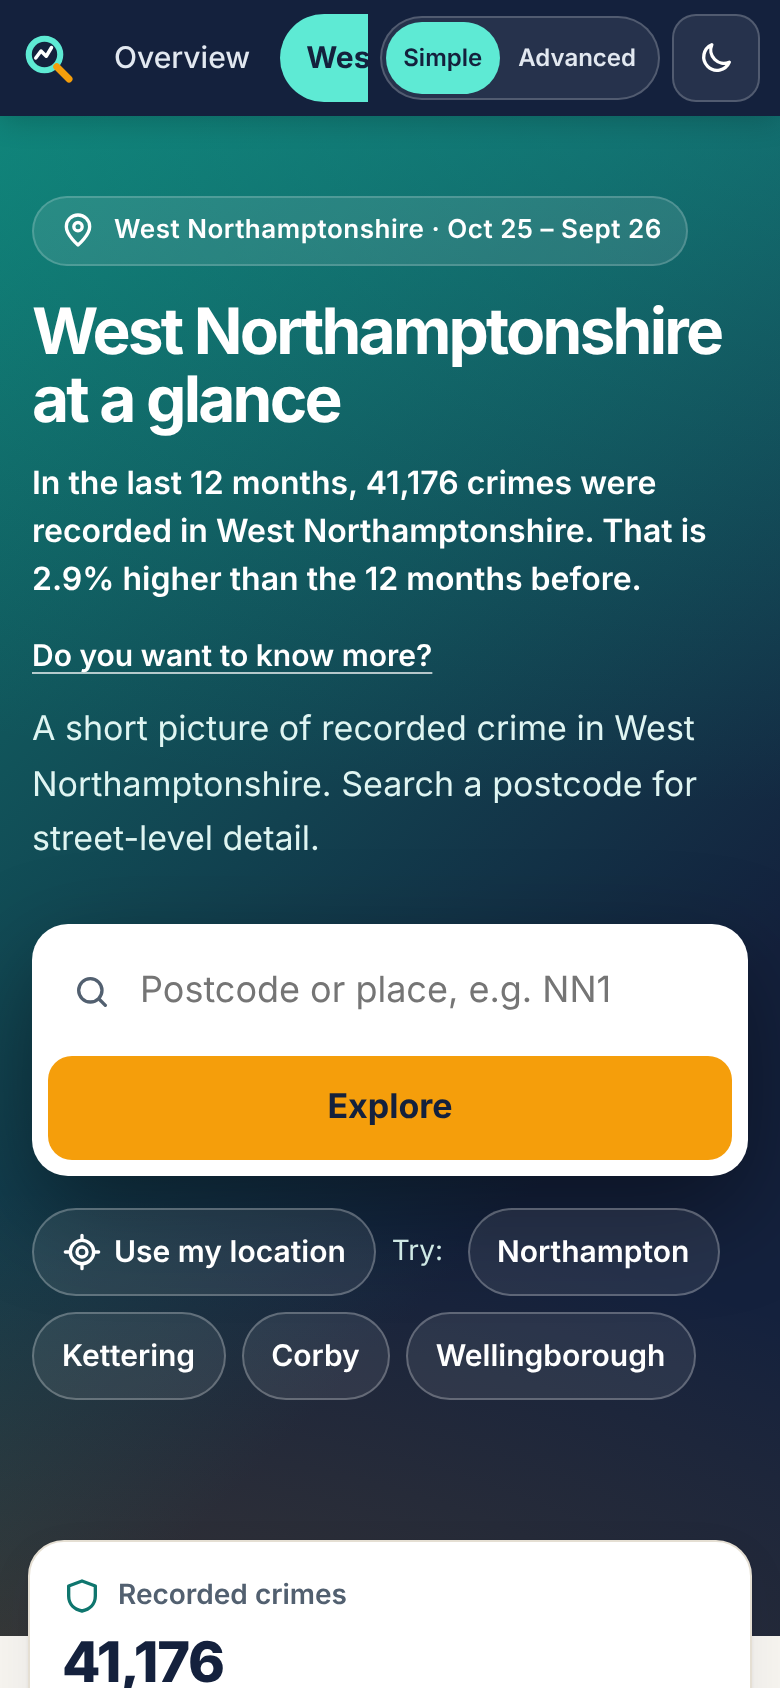 Overview
Wes
Simple
Advanced
West Northamptonshire · Oct 25 – Sept 26
West Northamptonshire
at a glance
In the last 12 months, 41,176 crimes were
recorded in West Northamptonshire. That is
2.9% higher than the 12 months before.
Do you want to know more?
A short picture of recorded crime in West
Northamptonshire. Search a postcode for
street-level detail.
Postcode or place, e.g. NN1
Explore
Use my location
Try:
Northampton
Kettering
Corby
Wellingborough
Recorded crimes
41,176